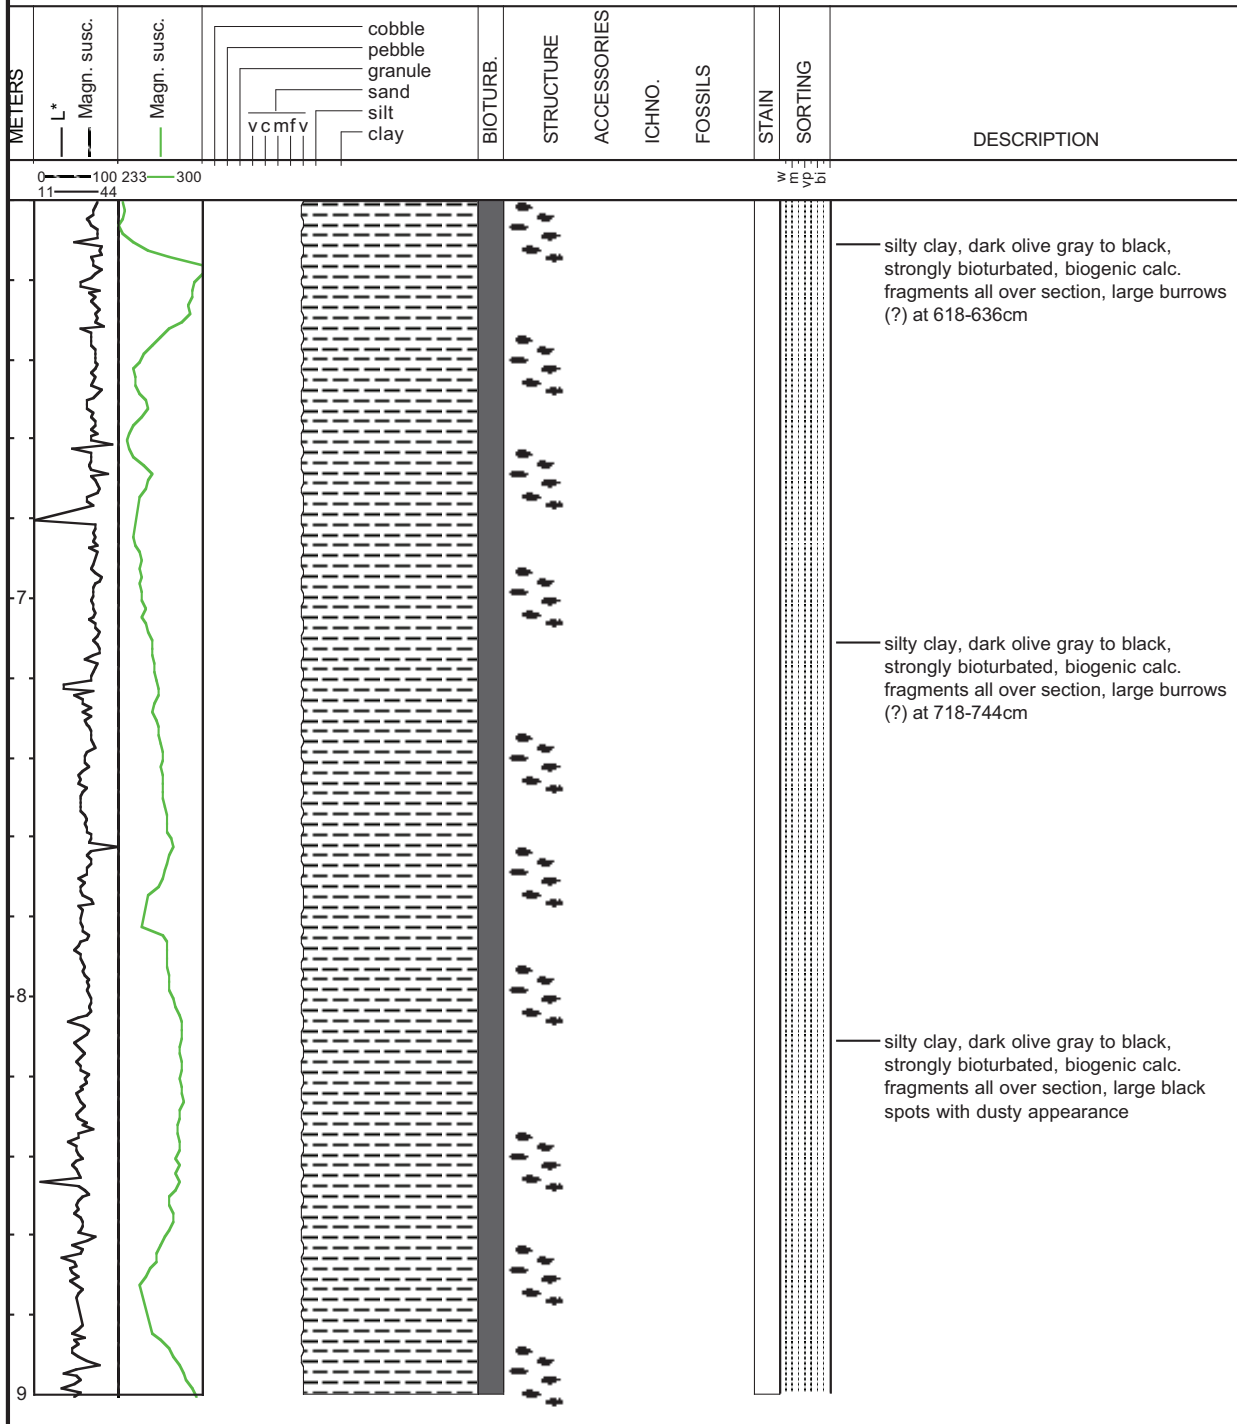 METERS
L*
Magn. susc.
Magn. susc.
cobble
pebble
granule
sand
silt
clay
v c m f v
BIOTURB.
STRUCTURE
ACCESSORIES
ICHNO.
FOSSILS
STAIN
SORTING
DESCRIPTION
0 100
11 44
233 300
w
m
vp
bi
silty clay, dark olive gray to black,
strongly bioturbated, biogenic calc.
fragments all over section, large burrows
(?) at 618-636cm
7
silty clay, dark olive gray to black,
strongly bioturbated, biogenic calc.
fragments all over section, large burrows
(?) at 718-744cm
8
silty clay, dark olive gray to black,
strongly bioturbated, biogenic calc.
fragments all over section, large black
spots with dusty appearance
9